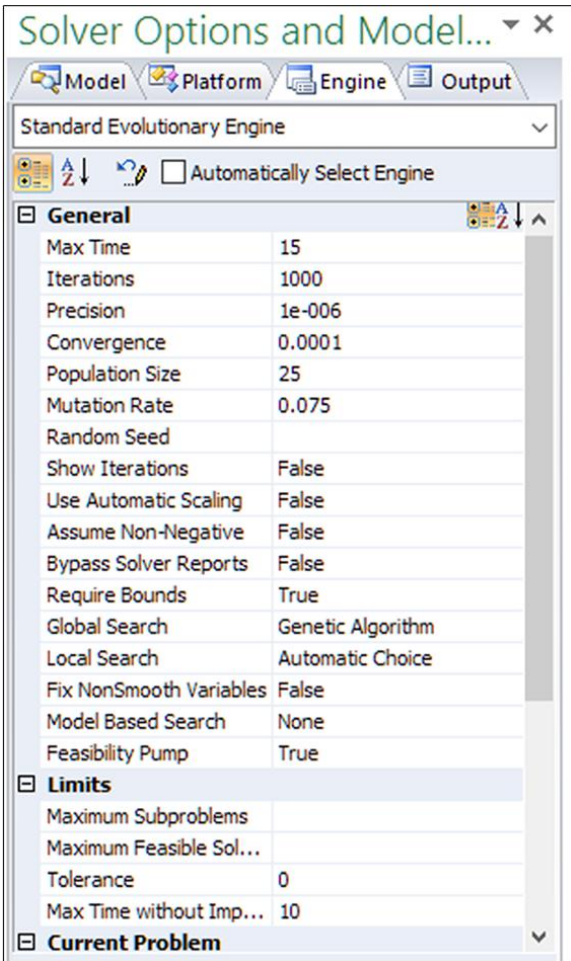 Solver Options and Model...
Model Platform Engine Output
Standard Evolutionary Engine
Automatically Select Engine
General
Max Time 15
Iterations 1000
Precision 1e-006
Convergence 0.0001
Population Size 25
Mutation Rate 0.075
Random Seed
Show Iterations False
Use Automatic Scaling False
Assume Non-Negative False
Bypass Solver Reports False
Require Bounds True
Global Search Genetic Algorithm
Local Search Automatic Choice
Fix NonSmooth Variables False
Model Based Search None
Feasibility Pump True
Limits
Maximum Subproblems
Maximum Feasible Sol...
Tolerance 0
Max Time without Imp... 10
Current Problem